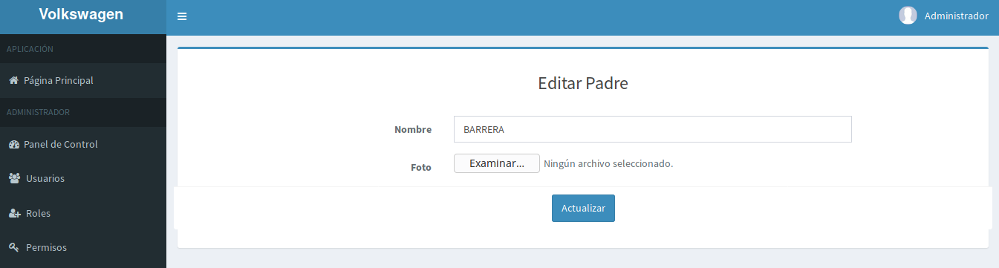 Volkswagen
Administrador
APLICACIÓN
Página Principal
ADMINISTRADOR
Panel de Control
Usuarios
Roles
Permisos
Editar Padre
Nombre BARRERA
Foto Examinar... Ningún archivo seleccionado.
Actualizar